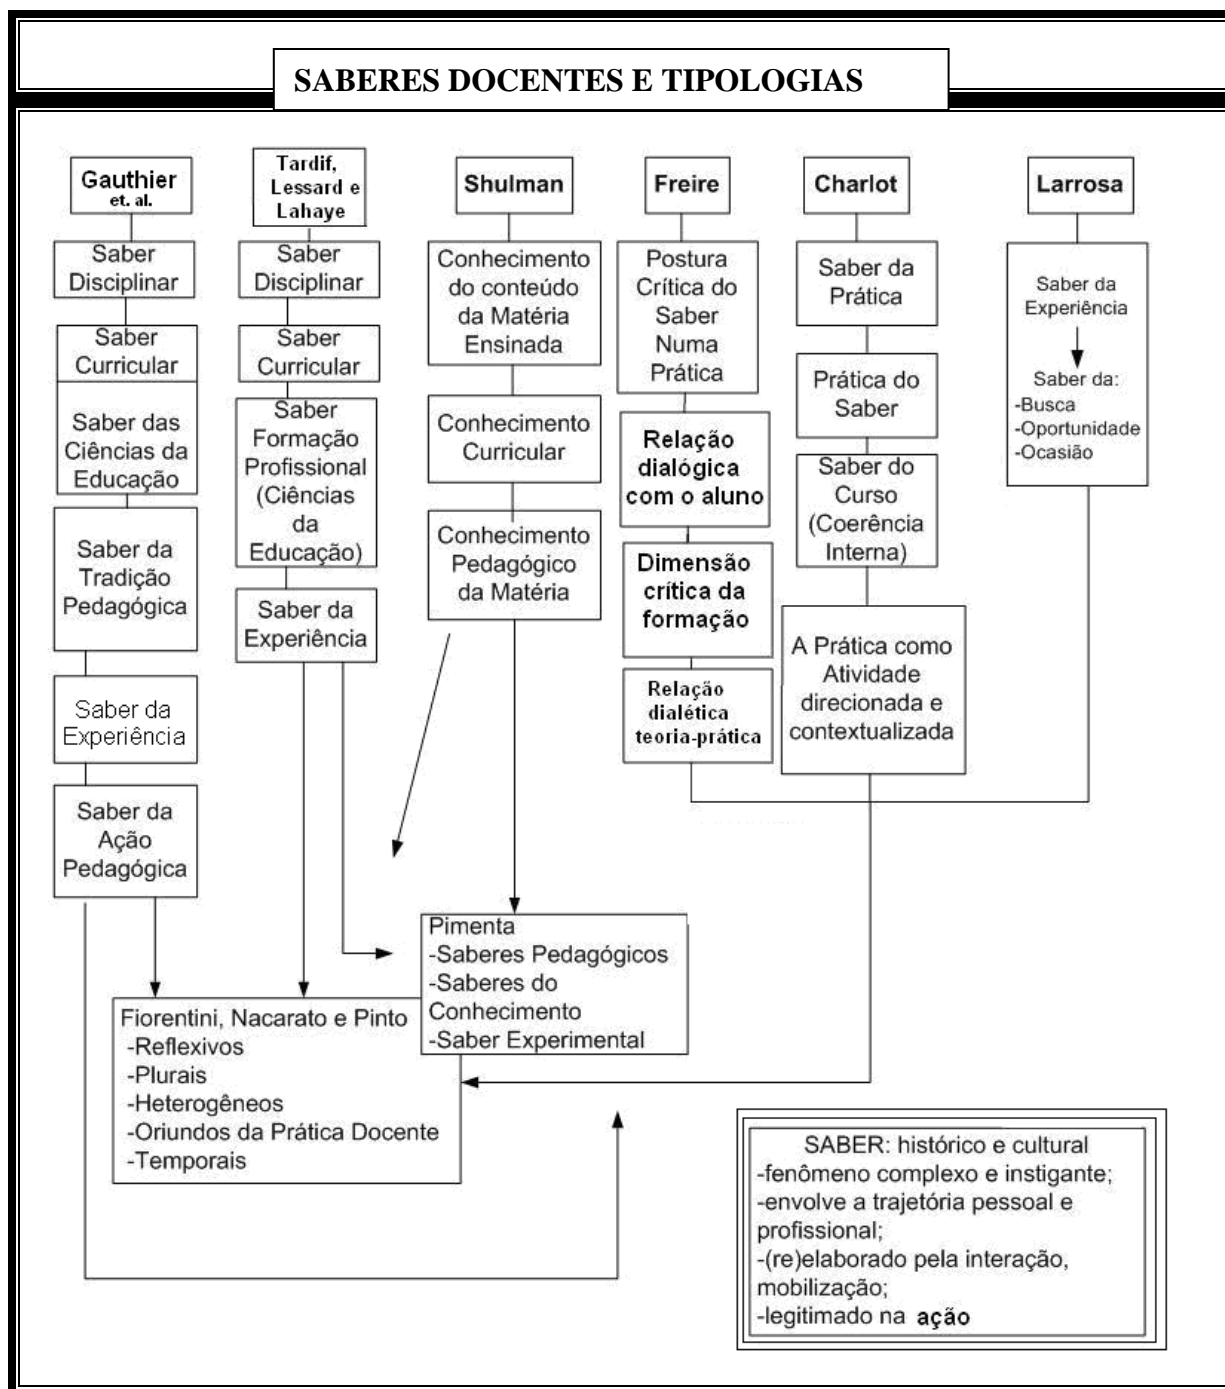 SABERES DOCENTES E TIPOLOGIAS
Gauthier
et. al.
Saber
Disciplinar
Saber
Curricular
Saber das
Ciências da
Educação
Saber da
Tradição
Pedagógica
Saber da
Experiência
Saber da
Ação
Pedagógica
Tardif,
Lessard e
Lahaye
Saber
Disciplinar
Saber
Curricular
Saber
Formação
Profissional
(Ciências
da
Educação)
Saber da
Experiência
Shulman
Conhecimento
do conteúdo
da Matéria
Ensinada
Conhecimento
Curricular
Conhecimento
Pedagógico
da Matéria
Freire
Postura
Crítica do
Saber
Numa
Prática
Relação
dialógica
com o aluno
Dimensão
crítica da
formação
Relação
dialética
teoria-prática
Charlot
Saber da
Prática
Prática do
Saber
Saber do
Curso
(Coerência
Interna)
A Prática como
Atividade
direcionada e
contextualizada
Larrosa
Saber da
Experiência
Saber da:
-Busca
-Oportunidade
-Ocasião
Pimenta
-Saberes Pedagógicos
-Saberes do
Conhecimento
-Saber Experimental
Fiorentini, Nacarato e Pinto
-Reflexivos
-Plurais
-Heterogêneos
-Oriundos da Prática Docente
-Temporais
SABER: histórico e cultural
-fenômeno complexo e instigante;
-envolve a trajetória pessoal e
profissional;
-(re)elaborado pela interação,
mobilização;
-legitimado na ação